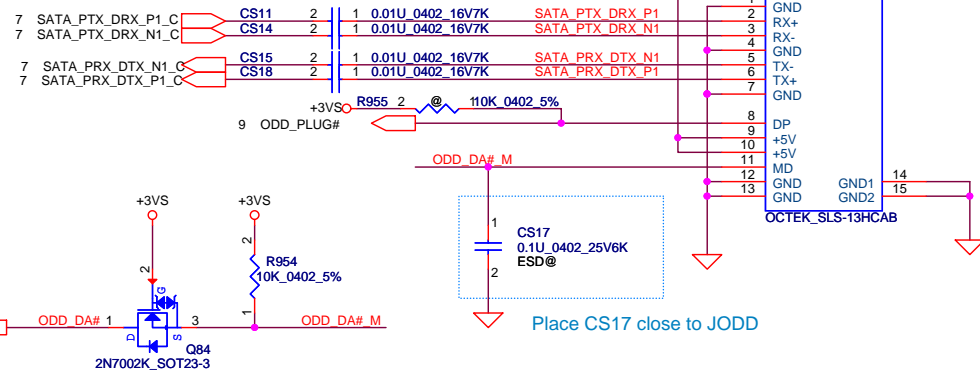 1 GND
7 SATA_PTX_DRX_P1_C CS11 2 1 0.01U_0402_16V7K SATA_PTX_DRX_P1 2 RX+
7 SATA_PTX_DRX_N1_C CS14 2 1 0.01U_0402_16V7K SATA_PTX_DRX_N1 3 RX-
4 GND
7 SATA_PRX_DTX_N1_C CS15 2 1 0.01U_0402_16V7K SATA_PRX_DTX_N1 5 TX-
7 SATA_PRX_DTX_P1_C CS18 2 1 0.01U_0402_16V7K SATA_PRX_DTX_P1 6 TX+
7 GND
+3VS R955 2 @ 1 10K_0402_5%
9 ODD_PLUG# 8 DP
9 +5V
10 +5V
ODD_DA#_M 11 MD
12 GND GND1 14
13 GND GND2 15
OCTEK_SLS-13HCAB
+3VS +3VS
1
CS17
0.1U_0402_25V6K
ESD@
2
2
R954
10K_0402_5%
1
2
G
ODD_DA# 1 D S 3 ODD_DA#_M
Q84
2N7002K_SOT23-3
Place CS17 close to JODD